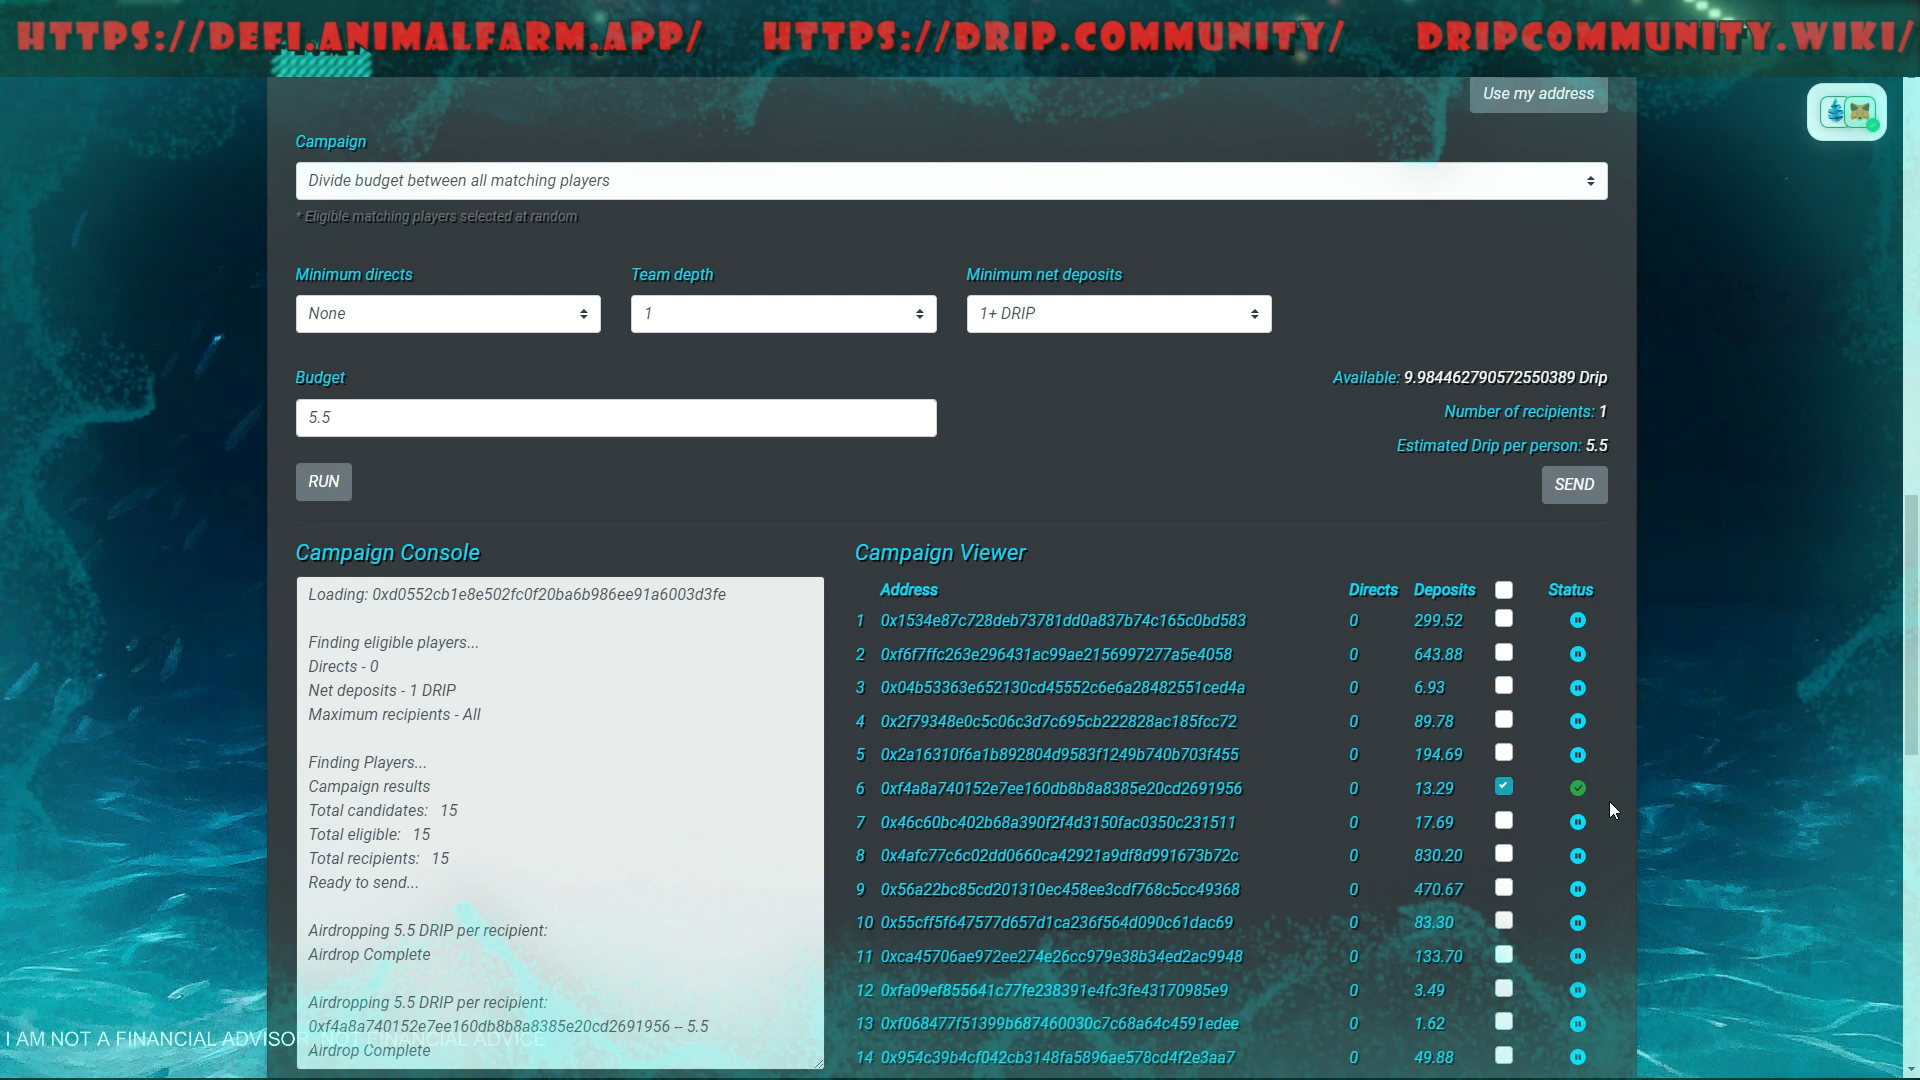 HTTPS://DEFI.ANIMALFARM.APP/ HTTPS://DRIP.COMMUNITY/ DRIPCOMMUNITY.WIKI/
Use my address
Campaign
Divide budget between all matching players
* Eligible matching players selected at random
Minimum directs Team depth Minimum net deposits
None 1 1+ DRIP
Budget
5.5
Available: 9.984462790572550389 Drip
Number of recipients: 1
Estimated Drip per person: 5.5
RUN
SEND
Campaign Console
Loading: 0xd0552cb1e8e502fc0f20ba6b986ee91a6003d3fe
Finding eligible players...
Directs - 0
Net deposits - 1 DRIP
Maximum recipients - All
Finding Players...
Campaign results
Total candidates: 15
Total eligible: 15
Total recipients: 15
Ready to send...
Airdropping 5.5 DRIP per recipient:
Airdrop Complete
Airdropping 5.5 DRIP per recipient:
0xf4a8a740152e7ee160db8b8a8385e20cd2691956 -- 5.5
Airdrop Complete
Campaign Viewer
Address Directs Deposits Status
1 0x1534e87c728deb73781dd0a837b74c165c0bd583 0 299.52
2 0xf6f7ffc263e296431ac99ae2156997277a5e4058 0 643.88
3 0x04b53363e652130cd45552c6e6a28482551ced4a 0 6.93
4 0x2f79348e0c5c06c3d7c695cb222828ac185fcc72 0 89.78
5 0x2a16310f6a1b892804d9583f1249b740b703f455 0 194.69
6 0xf4a8a740152e7ee160db8b8a8385e20cd2691956 0 13.29
7 0x46c60bc402b68a390f2f4d3150fac0350c231511 0 17.69
8 0x4afc77c6c02dd0660ca42921a9df8d991673b72c 0 830.20
9 0x56a22bc85cd201310ec458ee3cdf768c5cc49368 0 470.67
10 0x55cff5f647577d657d1ca236f564d090c61dac69 0 83.30
11 0xca45706ae972ee274e26cc979e38b34ed2ac9948 0 133.70
12 0xfa09ef855641c77fe238391e4fc3fe43170985e9 0 3.49
13 0xf068477f51399b687460030c7c68a64c4591edee 0 1.62
14 0x954c39b4cf042cb3148fa5896ae578cd4f2e3aa7 0 49.88
I AM NOT A FINANCIAL ADVISOR, NOT FINANCIAL ADVICE